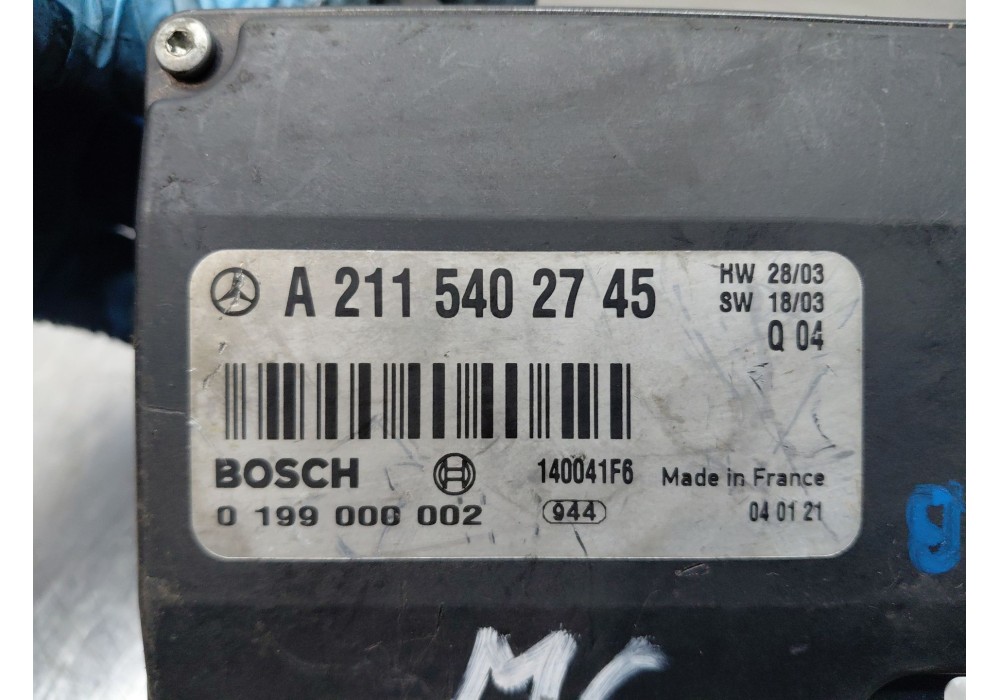 A 211 540 27 45
HW 28/03
SW 18/03
Q 04
BOSCH
140041F6
Made in France
0 199 000 002
944
04 01 21